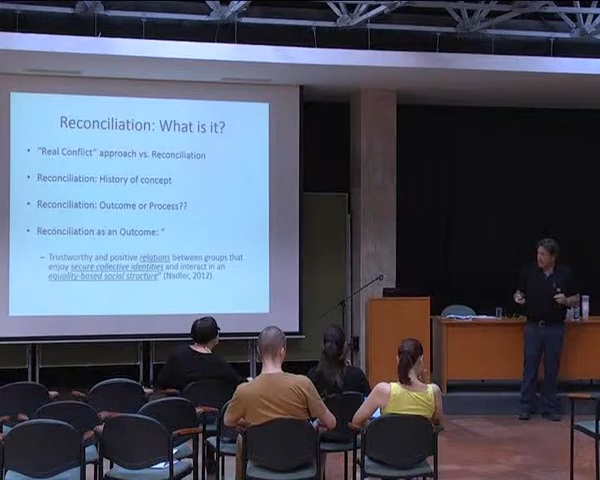 Reconciliation: What is it?
• "Real Conflict" approach vs. Reconciliation
• Reconciliation: History of concept
• Reconciliation: Outcome or Process??
• Reconciliation as an Outcome: "
– Trustworthy and positive relations between groups that
enjoy secure collective identities and interact in an
equality-based social structure" (Nadler, 2012).